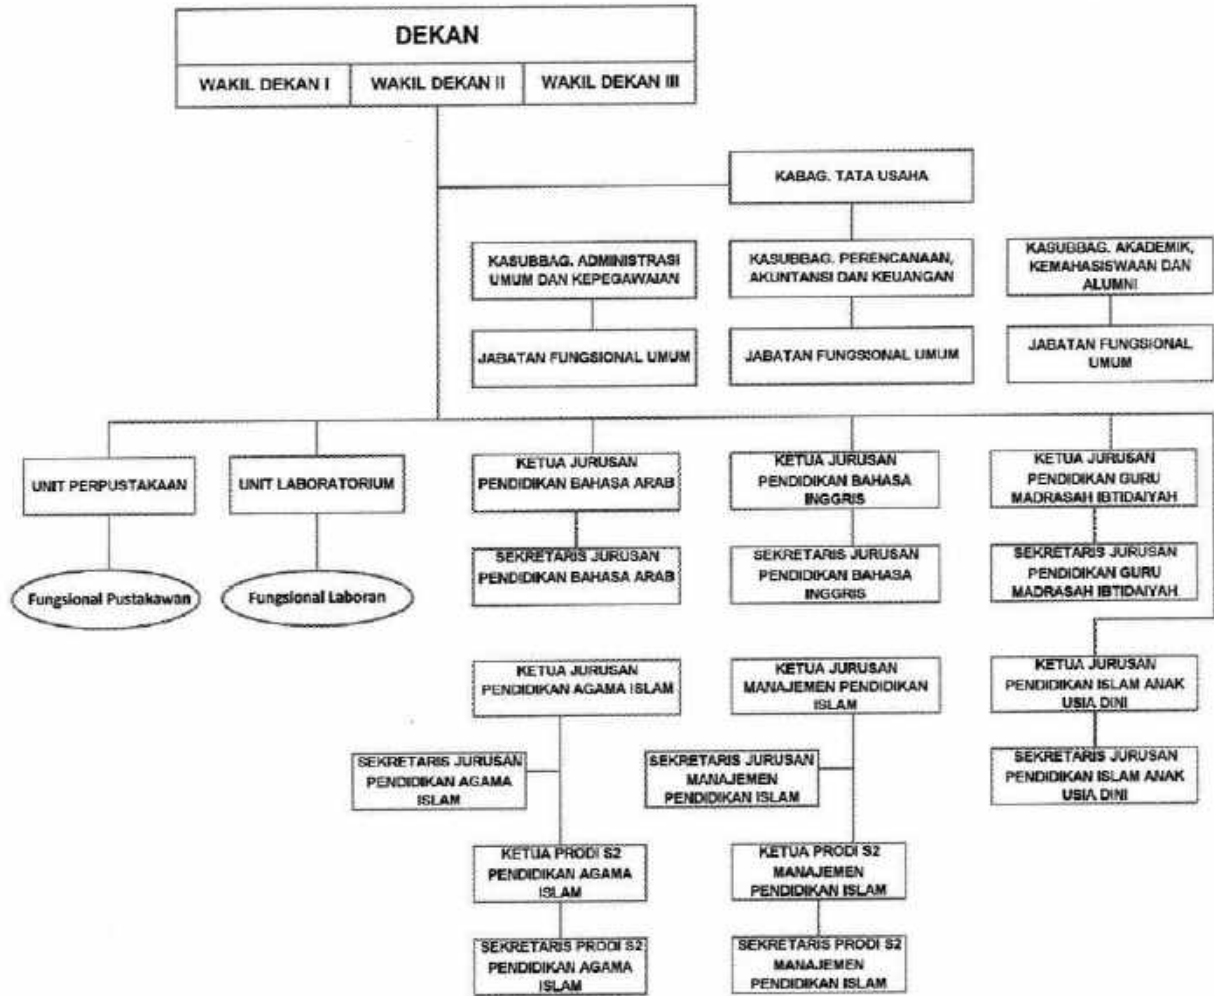 DEKAN
WAKIL DEKAN I
WAKIL DEKAN II
WAKIL DEKAN III
KABAG. TATA USAHA
KASUBBAG. ADMINISTRASI
UMUM DAN KEPEGAWAIAN
KASUBBAG. PERENCANAAN,
AKUNTANSI DAN KEUANGAN
KASUBBAG. AKADEMIK,
KEMAHASISWAAN DAN
ALUMNI
JABATAN FUNGSIONAL UMUM
JABATAN FUNGSIONAL UMUM
JABATAN FUNGSIONAL
UMUM
UNIT PERPUSTAKAAN
UNIT LABORATORIUM
KETUA JURUSAN
PENDIDIKAN BAHASA ARAB
KETUA JURUSAN
PENDIDIKAN BAHASA
INGGRIS
KETUA JURUSAN
PENDIDIKAN GURU
MADRASAH IBTIDAIYAH
Fungsional Pustakawan
Fungsional Laboran
SEKRETARIS JURUSAN
PENDIDIKAN BAHASA ARAB
SEKRETARIS JURUSAN
PENDIDIKAN BAHASA
INGGRIS
SEKRETARIS JURUSAN
PENDIDIKAN GURU
MADRASAH IBTIDAIYAH
KETUA JURUSAN
PENDIDIKAN AGAMA ISLAM
KETUA JURUSAN
MANAJEMEN PENDIDIKAN
ISLAM
KETUA JURUSAN
PENDIDIKAN ISLAM ANAK
USIA DINI
SEKRETARIS JURUSAN
PENDIDIKAN AGAMA
ISLAM
SEKRETARIS JURUSAN
MANAJEMEN
PENDIDIKAN ISLAM
SEKRETARIS JURUSAN
PENDIDIKAN ISLAM ANAK
USIA DINI
KETUA PRODI S2
PENDIDIKAN AGAMA
ISLAM
KETUA PRODI S2
MANAJEMEN
PENDIDIKAN ISLAM
SEKRETARIS PRODI S2
PENDIDIKAN AGAMA
ISLAM
SEKRETARIS PRODI S2
MANAJEMEN
PENDIDIKAN ISLAM